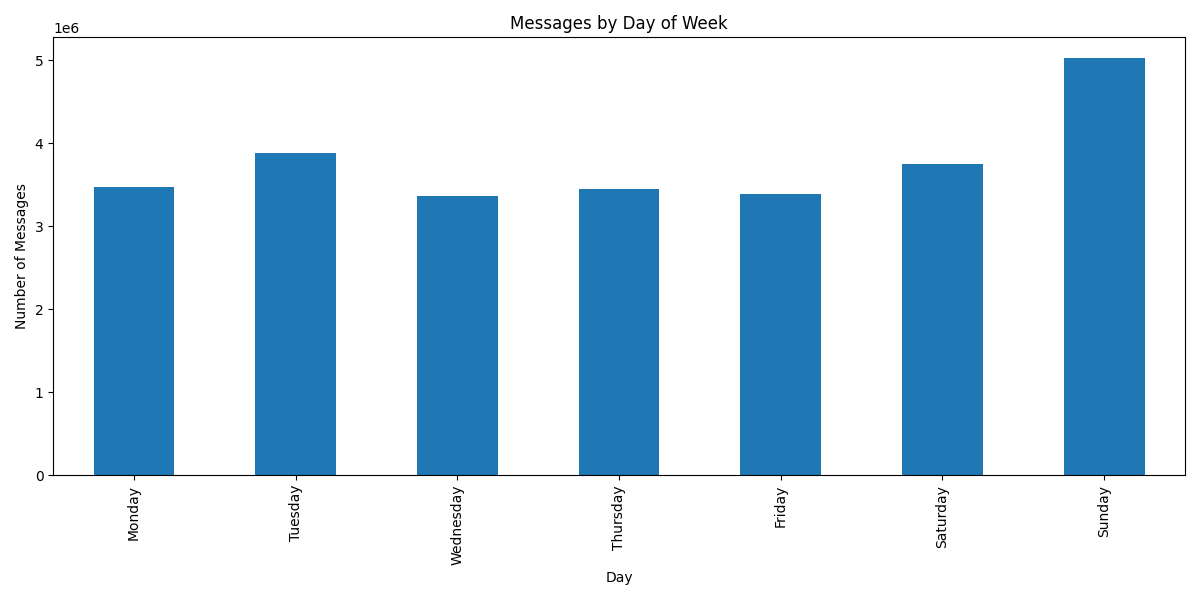 Messages by Day of Week
1e6
5
4
3
2
1
0
Number of Messages
Monday
Tuesday
Wednesday
Thursday
Friday
Saturday
Sunday
Day